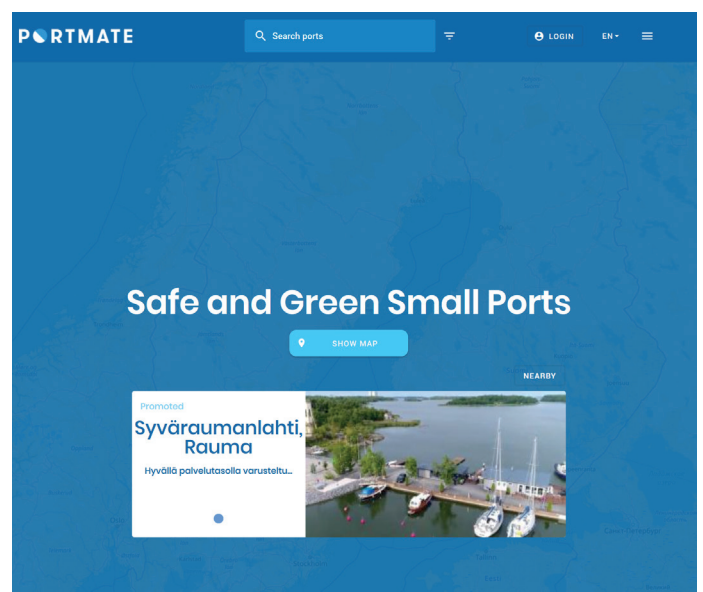 PORTMATE
Search ports
LOGIN
EN
Safe and Green Small Ports
SHOW MAP
NEARBY
Promoted
Syväraumanlahti,
Rauma
Hyvällä palvelutasolla varusteltu...